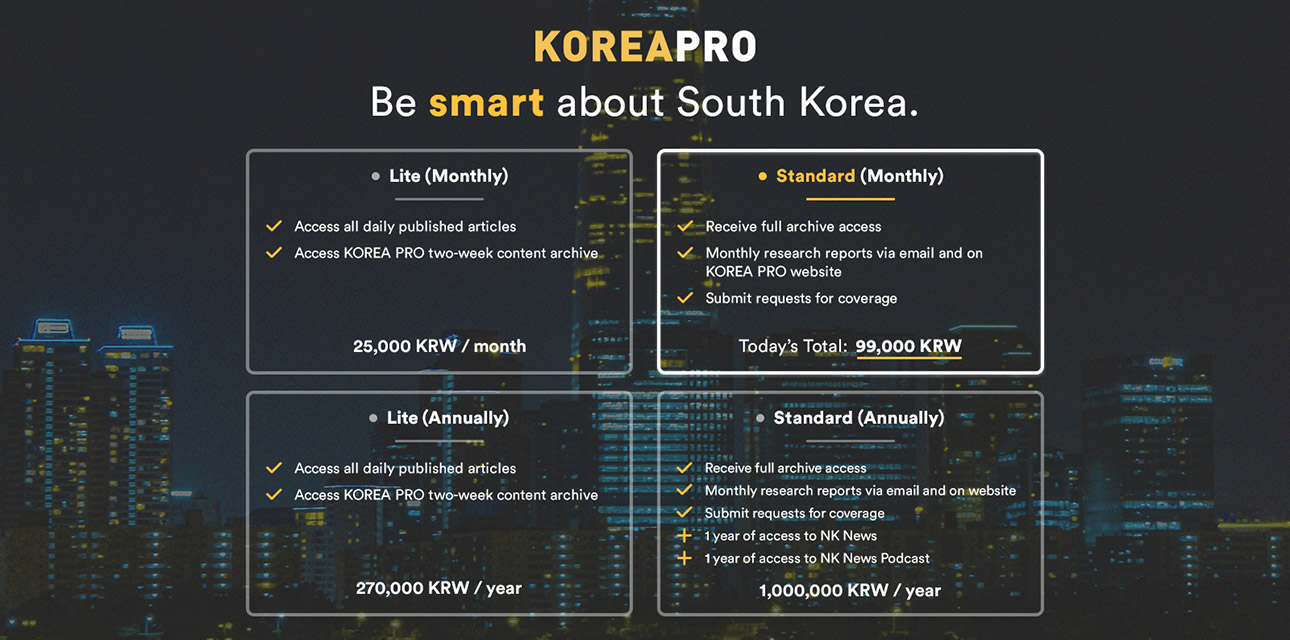 KOREAPRO
Be smart about South Korea.
Lite (Monthly)
Access all daily published articles
Access KOREA PRO two-week content archive
25,000 KRW / month
Standard (Monthly)
Receive full archive access
Monthly research reports via email and on
KOREA PRO website
Submit requests for coverage
Today's Total: 99,000 KRW
Lite (Annually)
Access all daily published articles
Access KOREA PRO two-week content archive
270,000 KRW / year
Standard (Annually)
Receive full archive access
Monthly research reports via email and on website
Submit requests for coverage
1 year of access to NK News
1 year of access to NK News Podcast
1,000,000 KRW / year